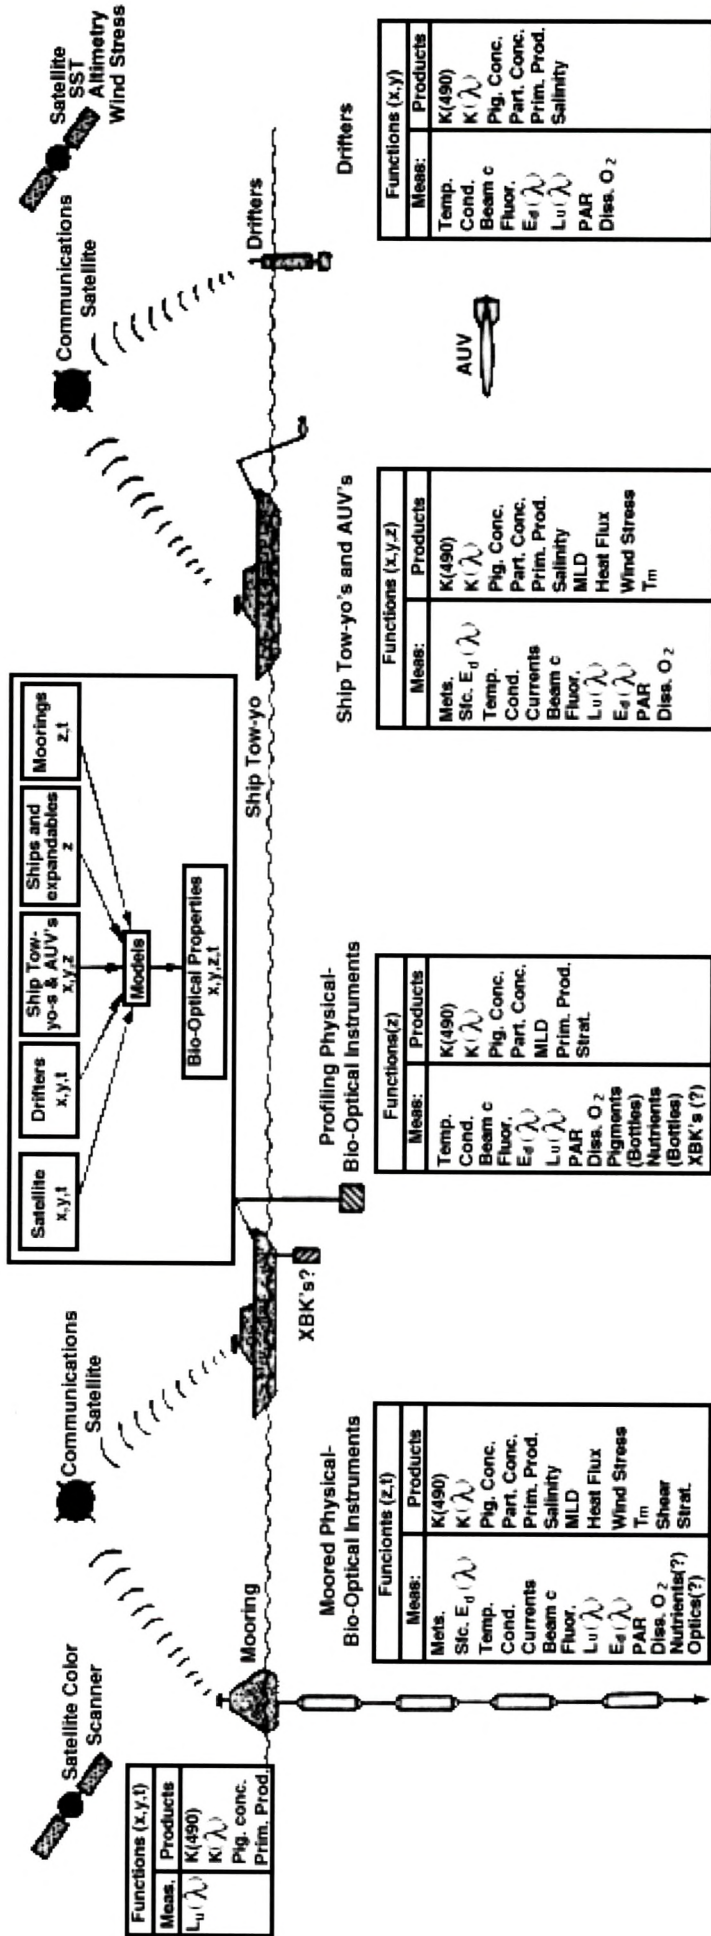 Satellite Color
Scanner
Communications
Satellite
Communications
Satellite
Satellite
SST
Altimetry
Wind Stress
Satellite
x,y,t
Drifters
x,y,t
Ship Tow-
yo-s & AUV's
x,y,z
Ships and
expandables
z
Moorings
z,t
Models
Bio-Optical Properties
x,y,z,t
Functions (x,y,t)
Meas. Products
Lu(λ) K(490)
K(λ)
Pig. conc.
Prim. Prod.
Mooring
XBK's?
Ship Tow-yo
Drifters
Moored Physical-
Bio-Optical Instruments
Funcionts (z,t)
Meas: Products
Mets. K(490)
Sfc. Ed(λ) K(λ)
Temp. Pig. Conc.
Cond. Part. Conc.
Currents Prim. Prod.
Beam c Salinity
Fluor. MLD
Lu(λ) Heat Flux
Ed(λ) Wind Stress
PAR Tm
Diss. O2 Shear
Nutrients(?) Strat.
Optics(?)
Profiling Physical-
Bio-Optical Instruments
Functions(z)
Meas: Products
Temp. K(490)
Cond. K(λ)
Beam c Pig. Conc.
Fluor. Part. Conc.
Ed(λ) MLD
Lu(λ) Prim. Prod.
PAR Strat.
Diss. O2
Pigments
(Bottles)
Nutrients
(Bottles)
XBK's (?)
Ship Tow-yo's and AUV's
Functions (x,y,z)
Meas: Products
Mets. K(490)
Sfc. Ed(λ) K(λ)
Temp. Pig. Conc.
Cond. Part. Conc.
Currents Prim. Prod.
Beam c Salinity
Fluor. MLD
Lu(λ) Heat Flux
Ed(λ) Wind Stress
PAR Tm
Diss. O2
AUV
Drifters
Functions (x,y)
Meas: Products
Temp. K(490)
Cond. K(λ)
Beam c Pig. Conc.
Fluor. Part. Conc.
Ed(λ) Prim. Prod.
Lu(λ) Salinity
PAR
Diss. O2